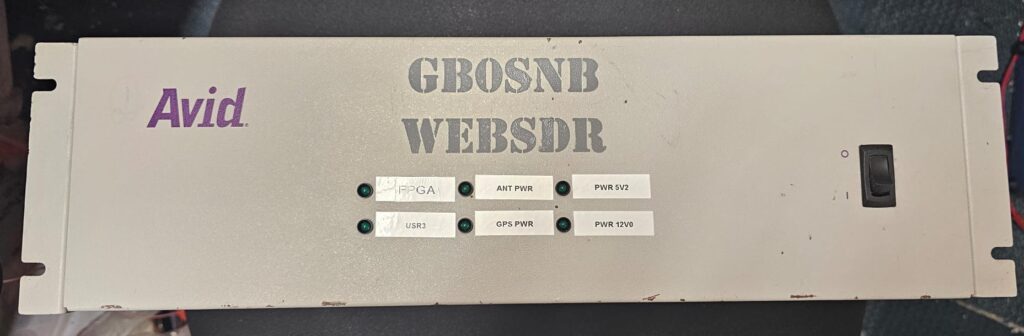 Avid
GB0SNB
WEBSDR
FPGA
ANT PWR
PWR 5V2
USR3
GPS PWR
PWR 12V0
O
I